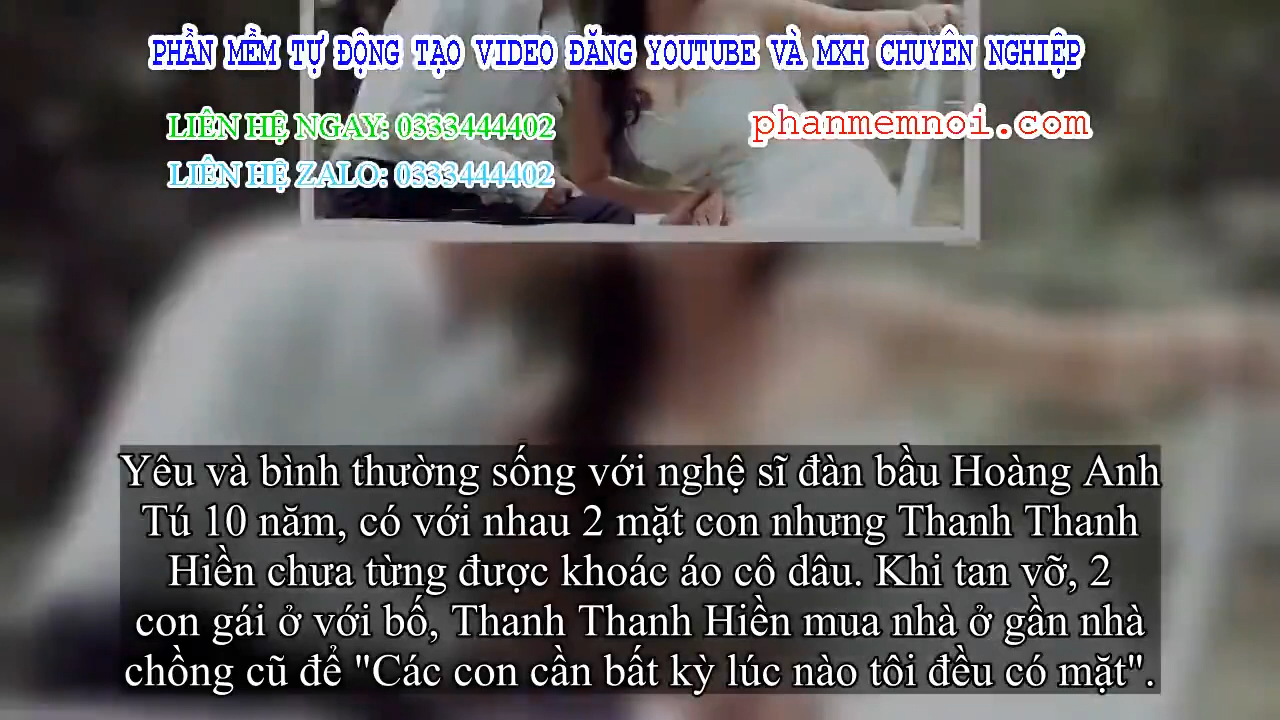 PHẦN MỀM TỰ ĐỘNG TẠO VIDEO ĐĂNG YOUTUBE VÀ MXH CHUYÊN NGHIỆP
LIÊN HỆ NGAY: 0333444402
phanmemnoi.com
LIÊN HỆ ZALO: 0333444402
Yêu và bình thường sống với nghệ sĩ đàn bầu Hoàng Anh
Tú 10 năm, có với nhau 2 mặt con nhưng Thanh Thanh
Hiền chưa từng được khoác áo cô dâu. Khi tan vỡ, 2
con gái ở với bố, Thanh Thanh Hiền mua nhà ở gần nhà
chồng cũ để "Các con cần bất kỳ lúc nào tôi đều có mặt".